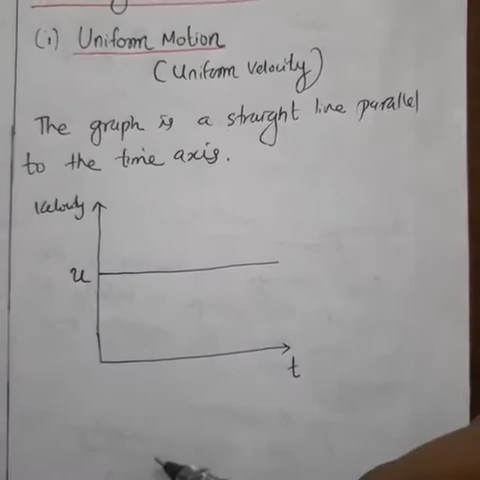 (i) Uniform Motion
(Uniform Velocity)
The graph is a straight line parallel
to the time axis.
Velocity
u
t